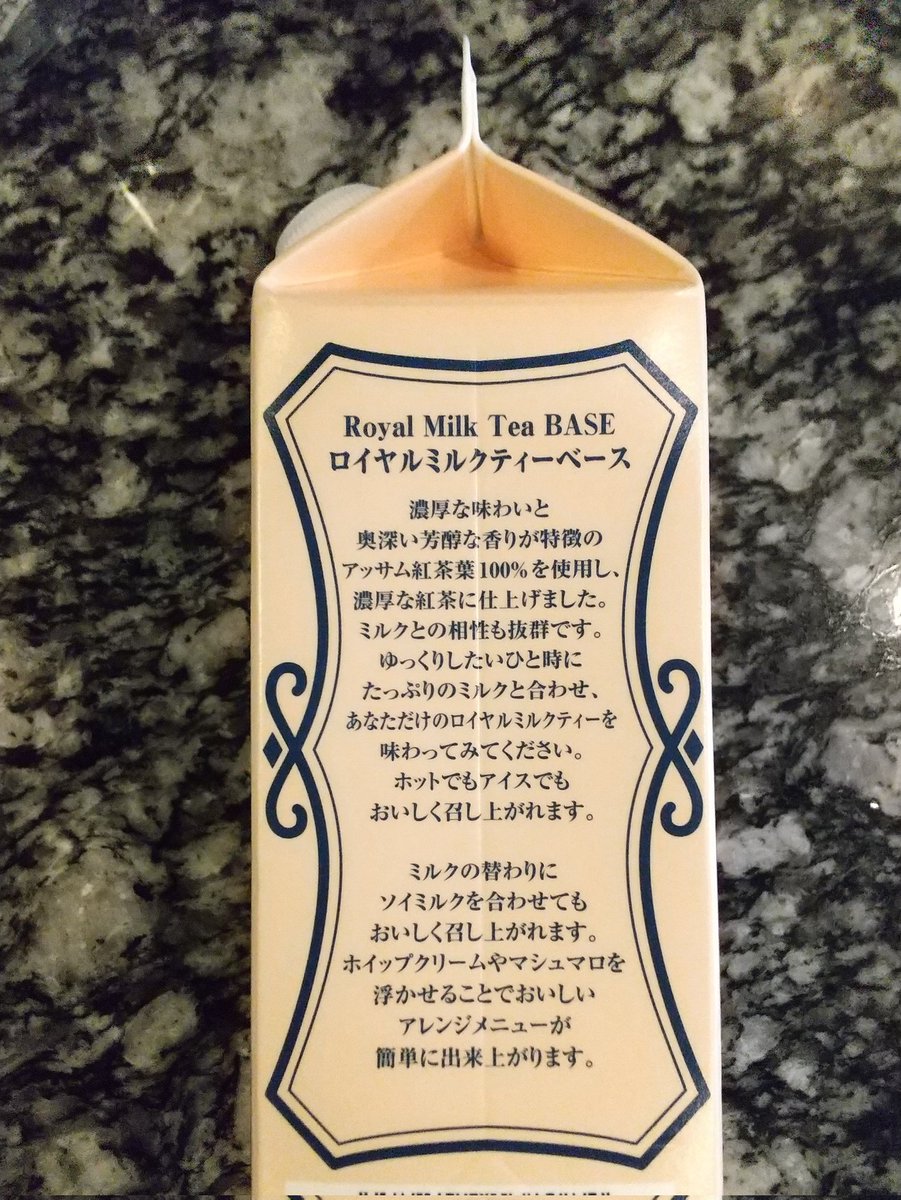 Royal Milk Tea BASE
ロイヤルミルクティーベース
濃厚な味わいと
奥深い芳醇な香りが特徴の
アッサム紅茶葉100%を使用し、
濃厚な紅茶に仕上げました。
ミルクとの相性も抜群です。
ゆっくりしたいひと時に
たっぷりのミルクと合わせ、
あなただけのロイヤルミルクティーを
味わってみてください。
ホットでもアイスでも
おいしく召し上がれます。
ミルクの替わりに
ソイミルクを合わせても
おいしく召し上がれます。
ホイップクリームやマシュマロを
浮かせることでおいしい
アレンジメニューが
簡単に出来上がります。